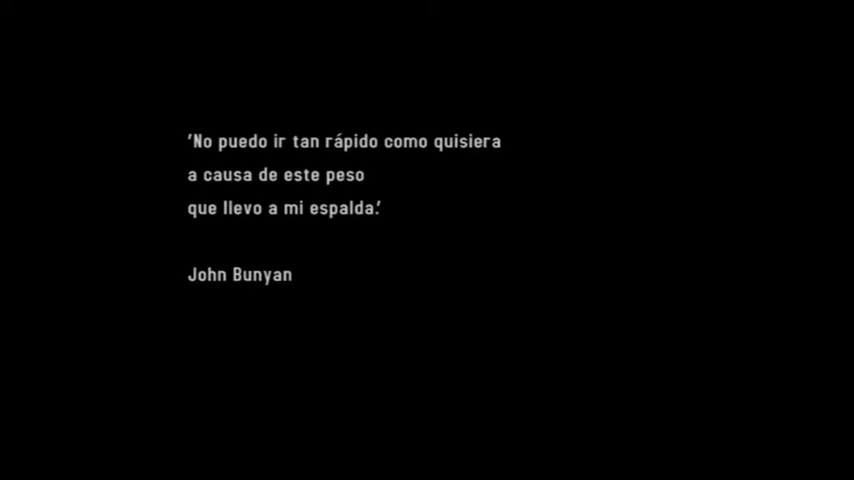 'No puedo ir tan rápido como quisiera
a causa de este peso
que llevo a mi espalda.'
John Bunyan